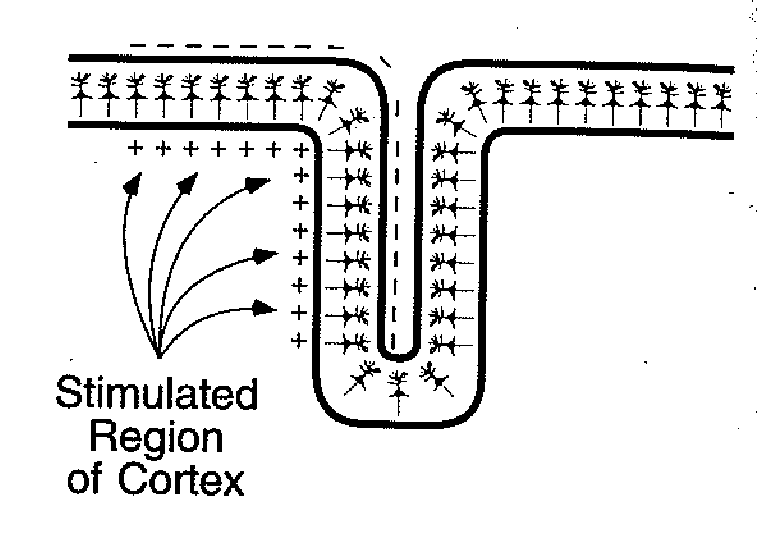 Stimulated
Region
of Cortex